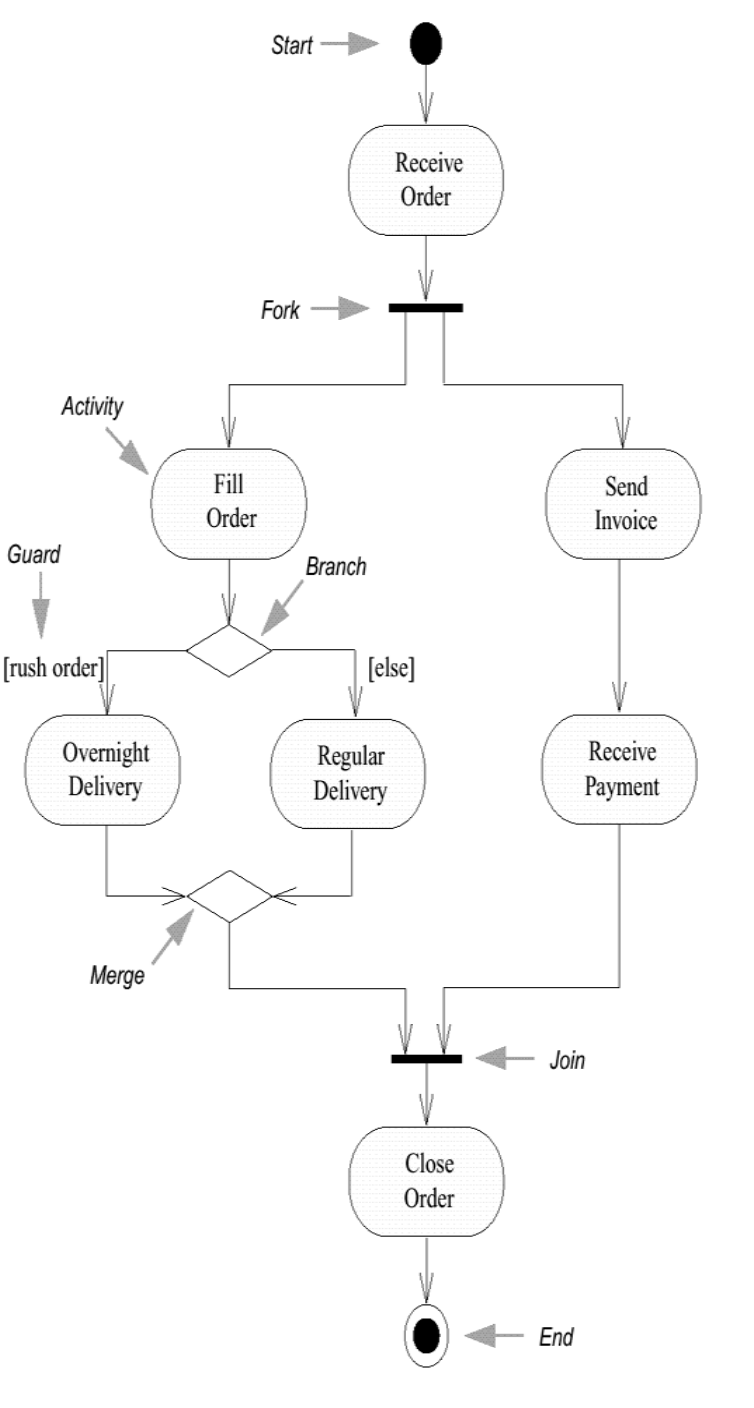 Start
Receive
Order
Fork
Activity
Fill
Order
Send
Invoice
Guard
Branch
[rush order]
[else]
Overnight
Delivery
Regular
Delivery
Receive
Payment
Merge
Join
Close
Order
End